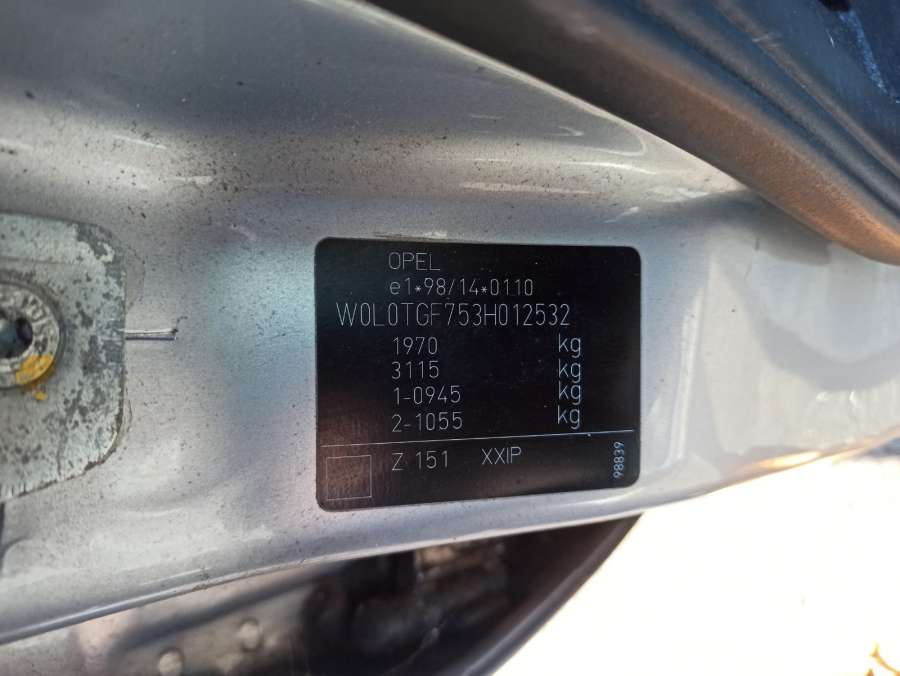 OPEL
e1*98/14*0110
W0L0TGF753H012532
1970 kg
3115 kg
1-0945 kg
2-1055 kg
Z 151 XXIP
98839